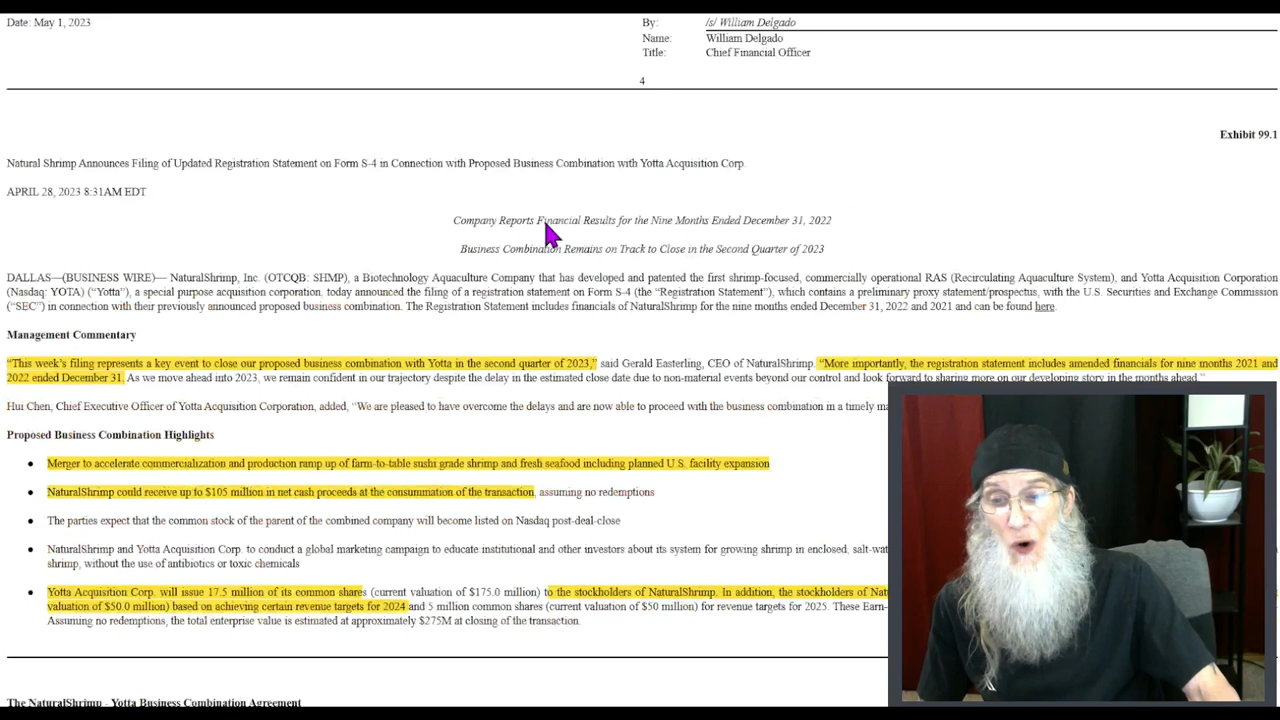 Date: May 1, 2023
By: /s/ William Delgado
Name: William Delgado
Title: Chief Financial Officer
4
Exhibit 99.1
Natural Shrimp Announces Filing of Updated Registration Statement on Form S-4 in Connection with Proposed Business Combination with Yotta Acquisition Corp.
APRIL 28, 2023 8:31AM EDT
Company Reports Financial Results for the Nine Months Ended December 31, 2022
Business Combination Remains on Track to Close in the Second Quarter of 2023
DALLAS—(BUSINESS WIRE)— NaturalShrimp, Inc. (OTCQB: SHMP), a Biotechnology Aquaculture Company that has developed and patented the first shrimp-focused, commercially operational RAS (Recirculating Aquaculture System), and Yotta Acquisition Corporation
(Nasdaq: YOTA) (“Yotta”), a special purpose acquisition corporation, today announced the filing of a registration statement on Form S-4 (the “Registration Statement”), which contains a preliminary proxy statement/prospectus, with the U.S. Securities and Exchange Commission
(“SEC”) in connection with their previously announced proposed business combination. The Registration Statement includes financials of NaturalShrimp for the nine months ended December 31, 2022 and 2021 and can be found here.
Management Commentary
“This week’s filing represents a key event to close our proposed business combination with Yotta in the second quarter of 2023,” said Gerald Easterling, CEO of NaturalShrimp. “More importantly, the registration statement includes amended financials for nine months 2021 and
2022 ended December 31. As we move ahead into 2023, we remain confident in our trajectory despite the delay in the estimated close date due to non-material events beyond our control and look forward to sharing more on our developing story in the months ahead.”
Hui Chen, Chief Executive Officer of Yotta Acquisition Corporation, added, “We are pleased to have overcome the delays and are now able to proceed with the business combination in a timely
Proposed Business Combination Highlights
● Merger to accelerate commercialization and production ramp up of farm-to-table sushi grade shrimp and fresh seafood including planned U.S. facility expansion
● NaturalShrimp could receive up to $105 million in net cash proceeds at the consummation of the transaction, assuming no redemptions
● The parties expect that the common stock of the parent of the combined company will become listed on Nasdaq post-deal-close
● NaturalShrimp and Yotta Acquisition Corp. to conduct a global marketing campaign to educate institutional and other investors about its system for growing shrimp in enclosed,
shrimp, without the use of antibiotics or toxic chemicals
● Yotta Acquisition Corp. will issue 17.5 million of its common shares (current valuation of $175.0 million) to the stockholders of NaturalShrimp. In addition, the stockholders of
valuation of $50.0 million) based on achieving certain revenue targets for 2024 and 5 million common shares (current valuation of $50 million) for revenue targets for 2025. These
Assuming no redemptions, the total enterprise value is estimated at approximately $275M at closing of the transaction.
The NaturalShrimp - Yotta Business Combination Agreement